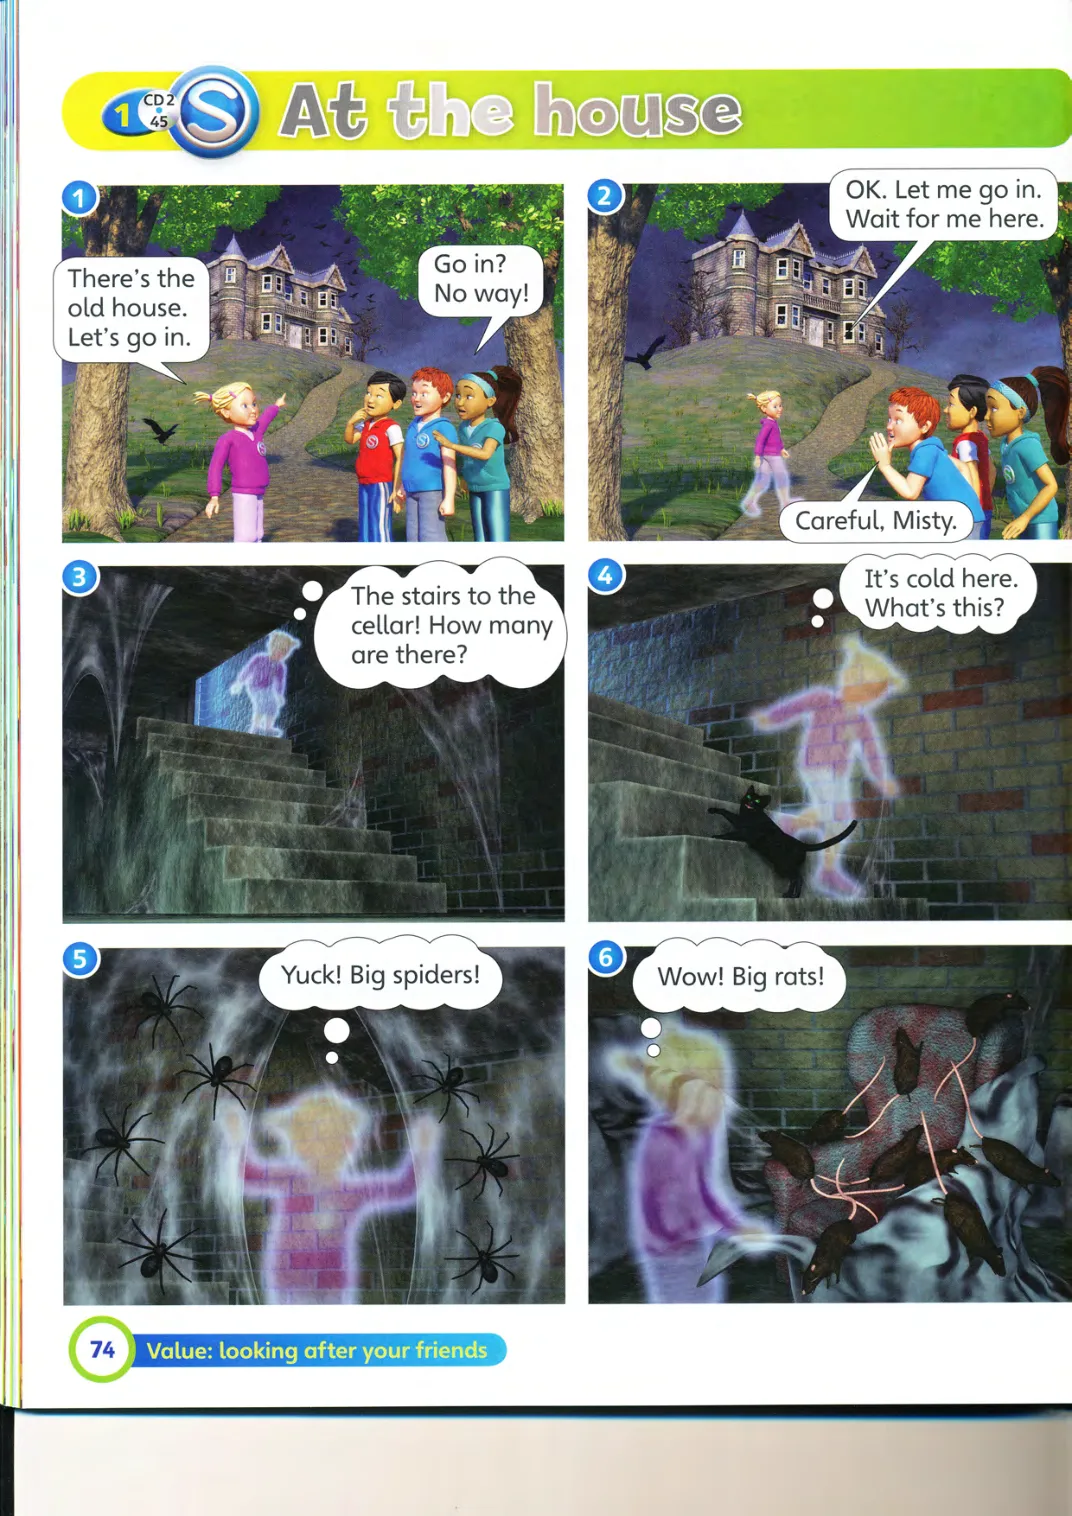 1
CD 2
45
S
At the house
1
There's the
old house.
Let's go in.
Go in?
No way!
2
OK. Let me go in.
Wait for me here.
Careful, Misty.
3
The stairs to the
cellar! How many
are there?
4
It's cold here.
What's this?
5
Yuck! Big spiders!
6
Wow! Big rats!
74
Value: looking after your friends